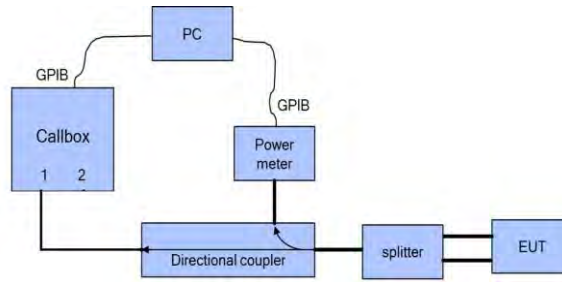 PC
GPIB
GPIB
Callbox
1 2
Power
meter
Directional coupler
splitter
EUT